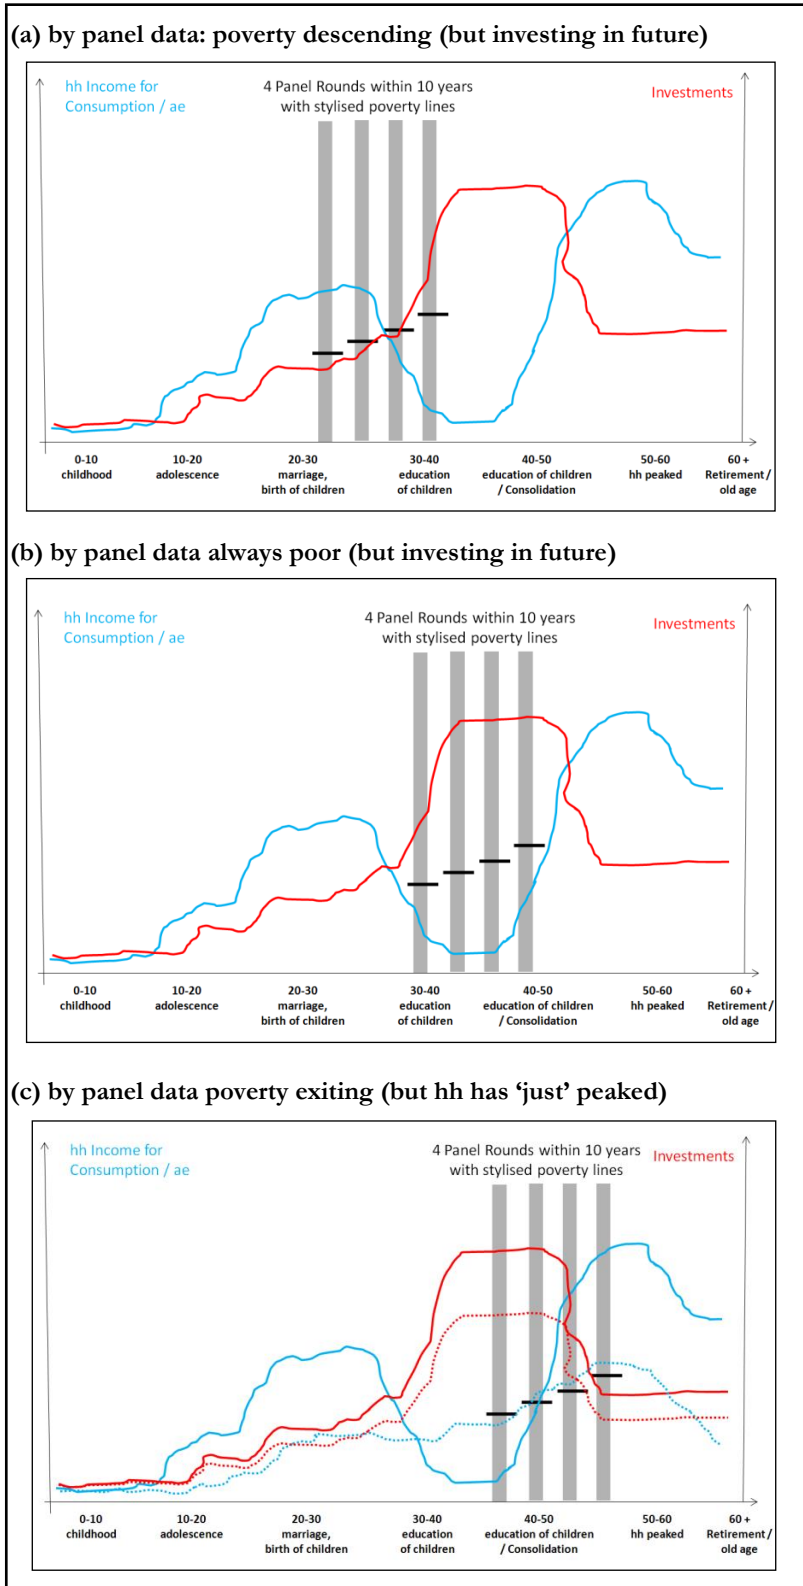 (a) by panel data: poverty descending (but investing in future)
hh Income for
Consumption / ae
4 Panel Rounds within 10 years
with stylised poverty lines
Investments
0-10
childhood
10-20
adolescence
20-30
marriage,
birth of children
30-40
education
of children
40-50
education of children
/ Consolidation
50-60
hh peaked
60 +
Retirement /
old age
(b) by panel data always poor (but investing in future)
hh Income for
Consumption / ae
4 Panel Rounds within 10 years
with stylised poverty lines
Investments
0-10
childhood
10-20
adolescence
20-30
marriage,
birth of children
30-40
education
of children
40-50
education of children
/ Consolidation
50-60
hh peaked
60 +
Retirement /
old age
(c) by panel data poverty exiting (but hh has ‘just’ peaked)
hh Income for
Consumption / ae
4 Panel Rounds within 10 years
with stylised poverty lines
Investments
0-10
childhood
10-20
adolescence
20-30
marriage,
birth of children
30-40
education
of children
40-50
education of children
/ Consolidation
50-60
hh peaked
60 +
Retirement /
old age